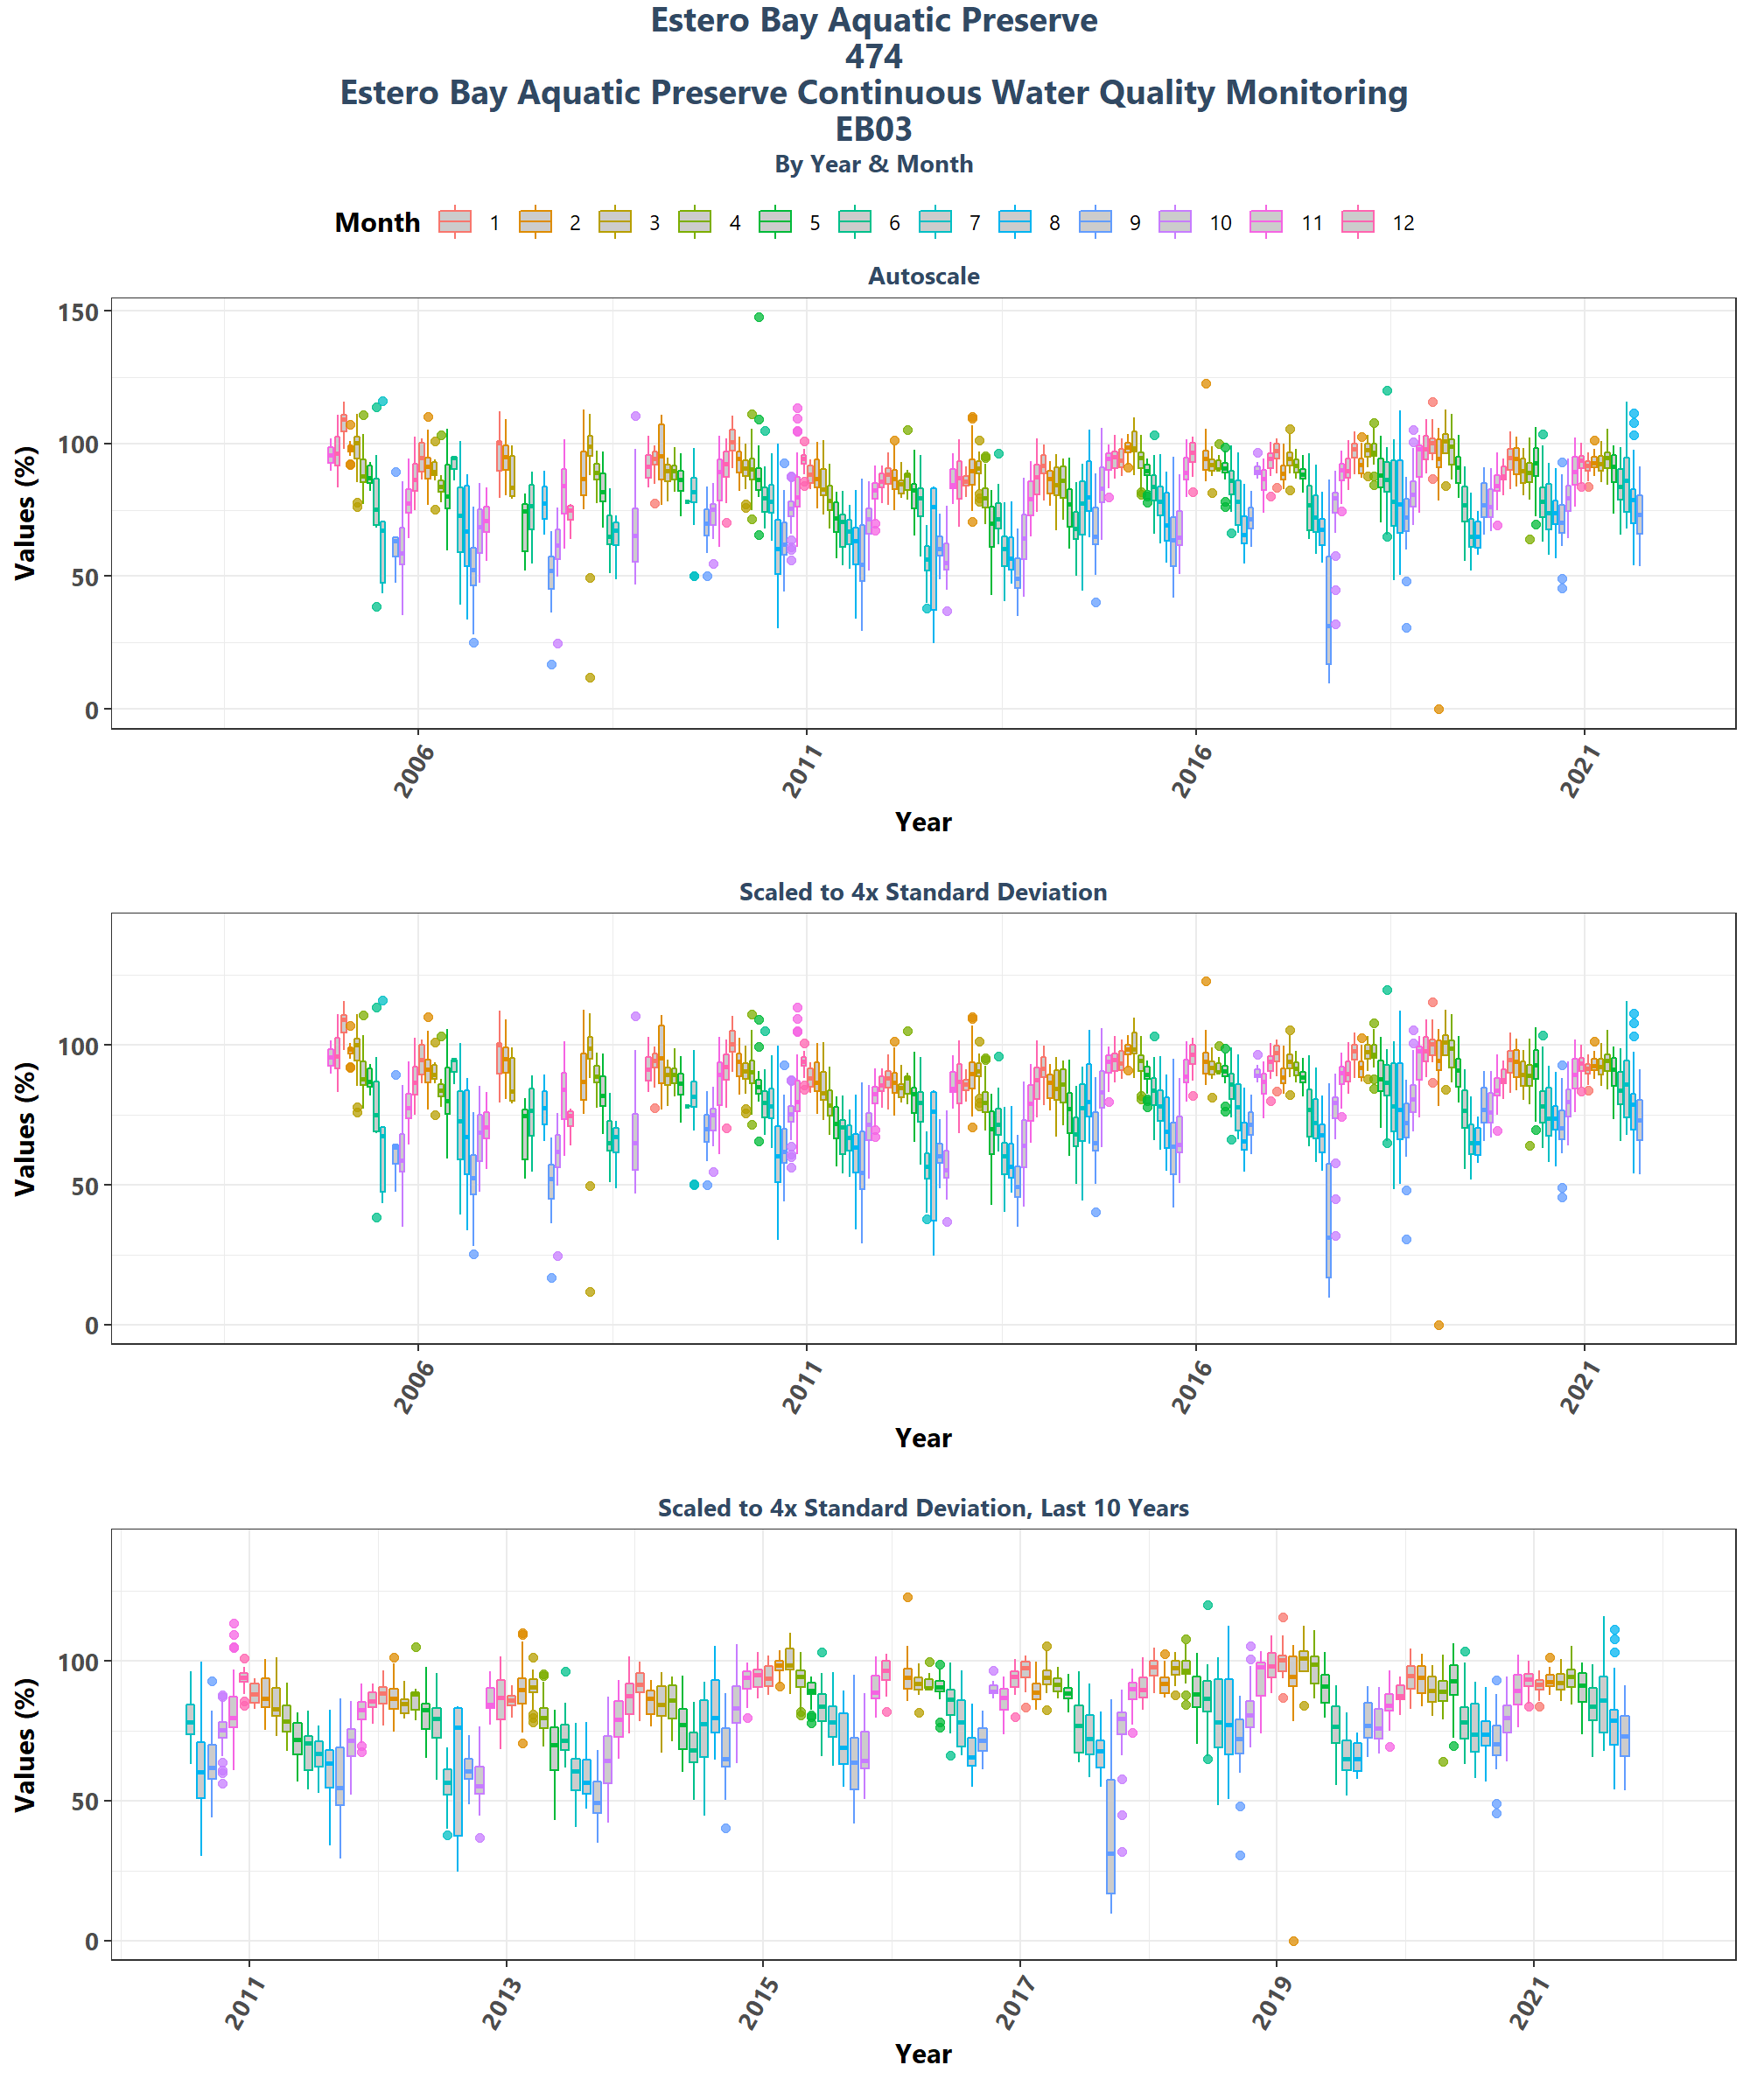 Estero Bay Aquatic Preserve
474
Estero Bay Aquatic Preserve Continuous Water Quality Monitoring
EB03
By Year & Month
Month 1 2 3 4 5 6 7 8 9 10 11 12
Autoscale
Values (%)
150
100
50
0
2006 2011 2016 2021
Year
Scaled to 4x Standard Deviation
Values (%)
100
50
0
2006 2011 2016 2021
Year
Scaled to 4x Standard Deviation, Last 10 Years
Values (%)
100
50
0
2011 2013 2015 2017 2019 2021
Year